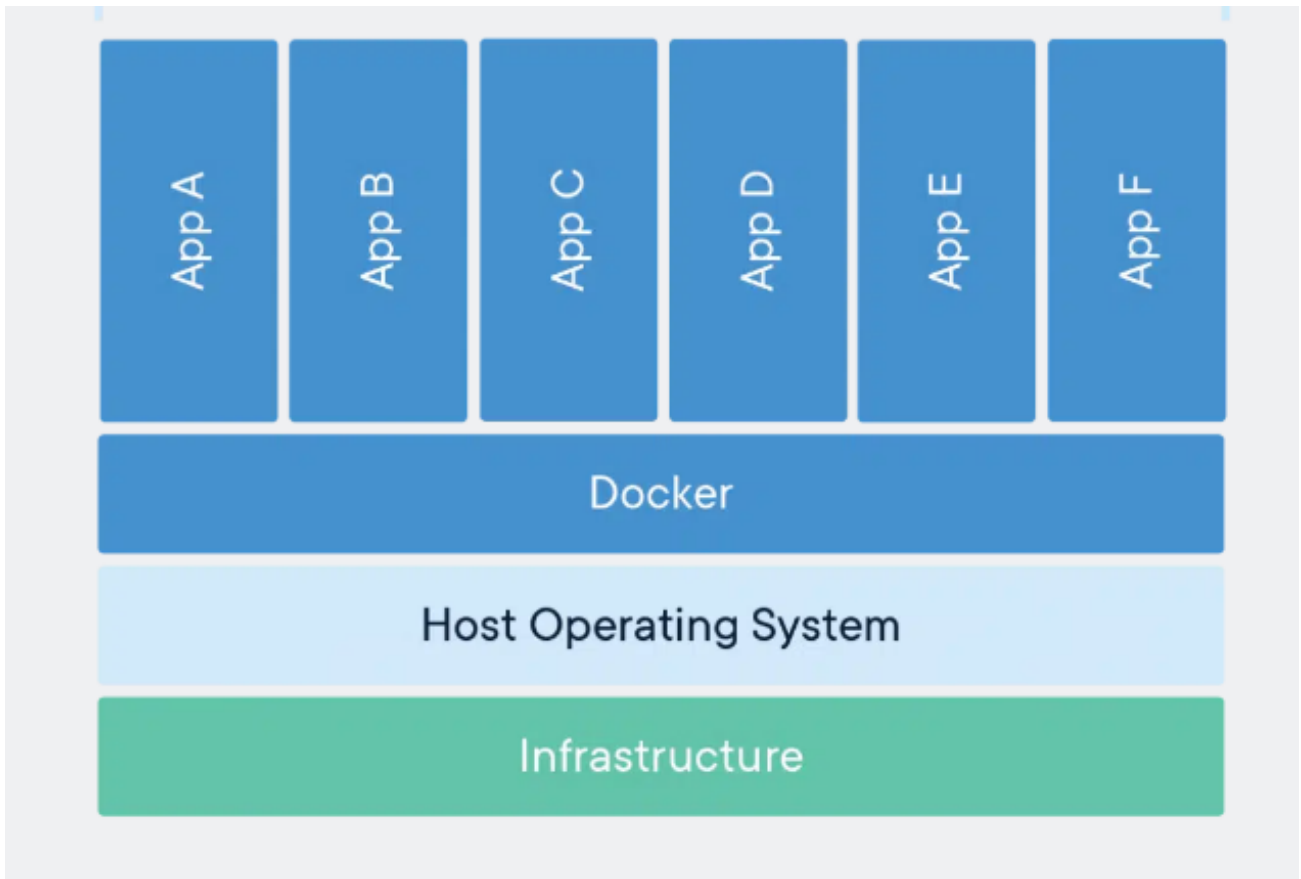 App A
App B
App C
App D
App E
App F
Docker
Host Operating System
Infrastructure